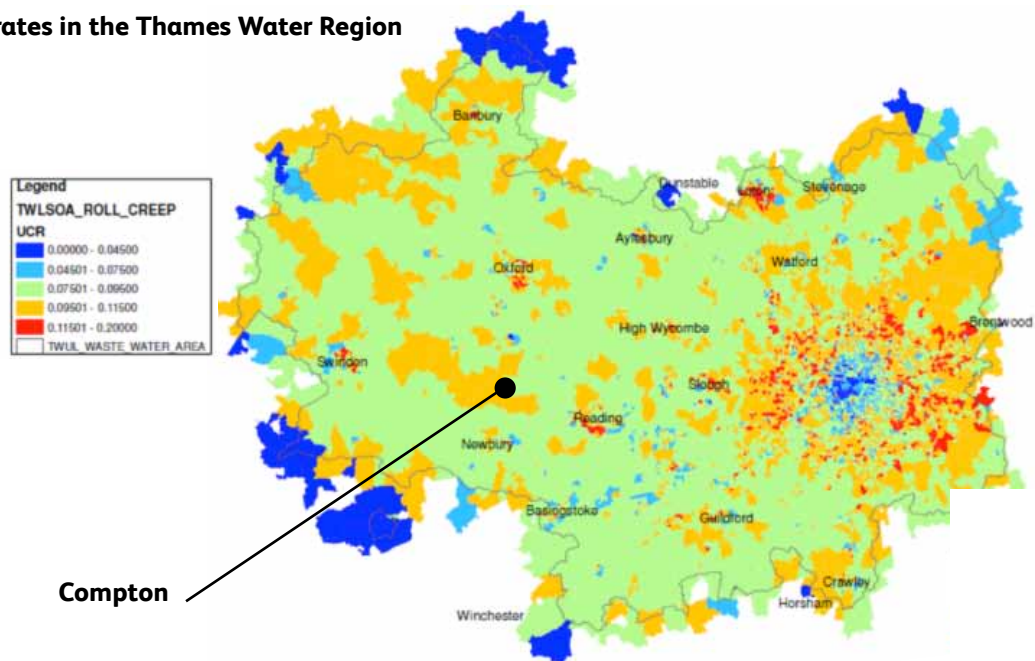 rates in the Thames Water Region
Banbury
Dunstable
Luton
Stevenage
Legend
TWLSOA_ROLL_CREEP
UCR
0.00000 - 0.04500
0.04501 - 0.07500
0.07501 - 0.09500
0.09501 - 0.11500
0.11501 - 0.20000
TWUL_WASTE_WATER_AREA
Aylesbury
Oxford
Watford
High Wycombe
Brentwood
Swindon
Slough
Reading
Newbury
Basingstoke
Guildford
Compton
Crawley
Horsham
Winchester